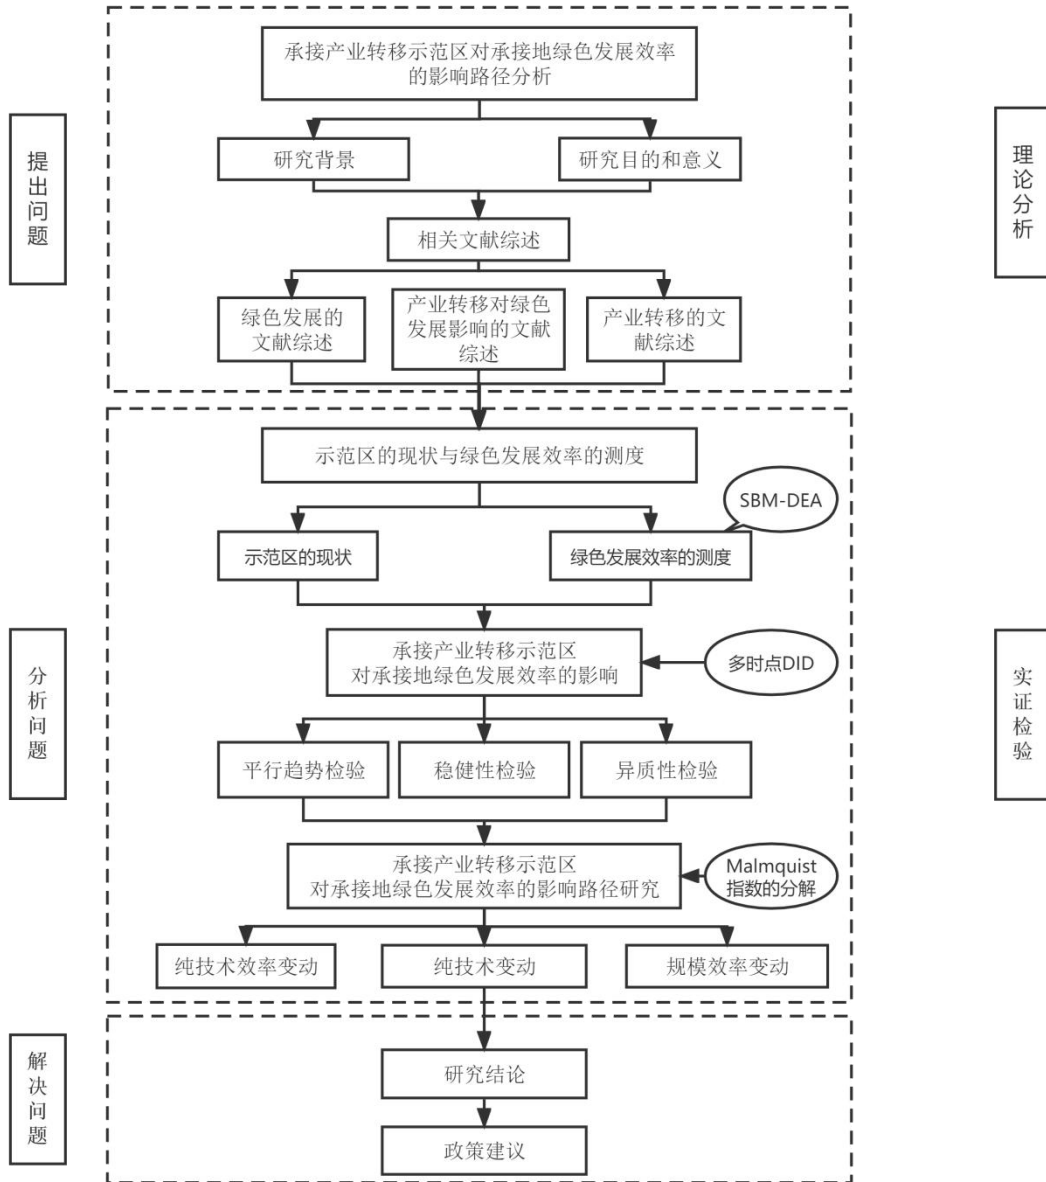 承接产业转移示范区对承接地绿色发展效率
的影响路径分析
提出问题
理论分析
研究背景
研究目的和意义
相关文献综述
绿色发展的
文献综述
产业转移对绿色
发展影响的文献
综述
产业转移的文
献综述
示范区的现状与绿色发展效率的测度
SBM-DEA
示范区的现状
绿色发展效率的测度
分析问题
实证检验
承接产业转移示范区
对承接地绿色发展效率的影响
多时点DID
平行趋势检验
稳健性检验
异质性检验
承接产业转移示范区
对承接地绿色发展效率的影响路径研究
Malmquist
指数的分解
纯技术效率变动
纯技术变动
规模效率变动
解决问题
研究结论
政策建议